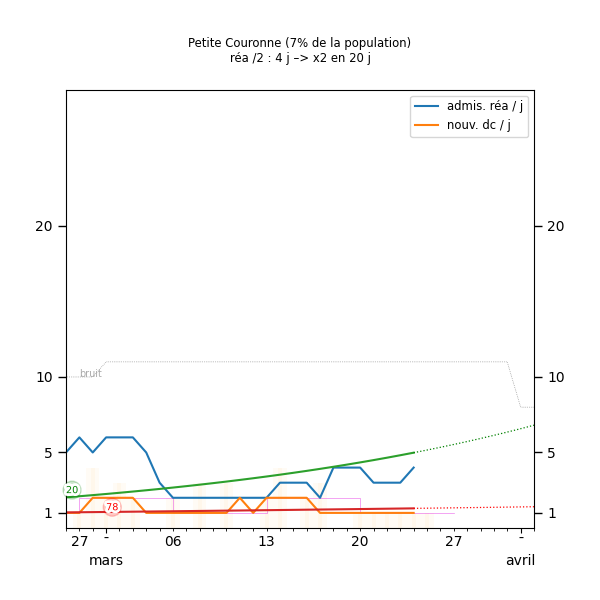 Petite Couronne (7% de la population)
réa /2 : 4 j –> x2 en 20 j
admis. réa / j
nouv. dc / j
20 20
10 10
bruit
5 5
20
78
1 1
27 - 06 13 20 27 -
mars avril